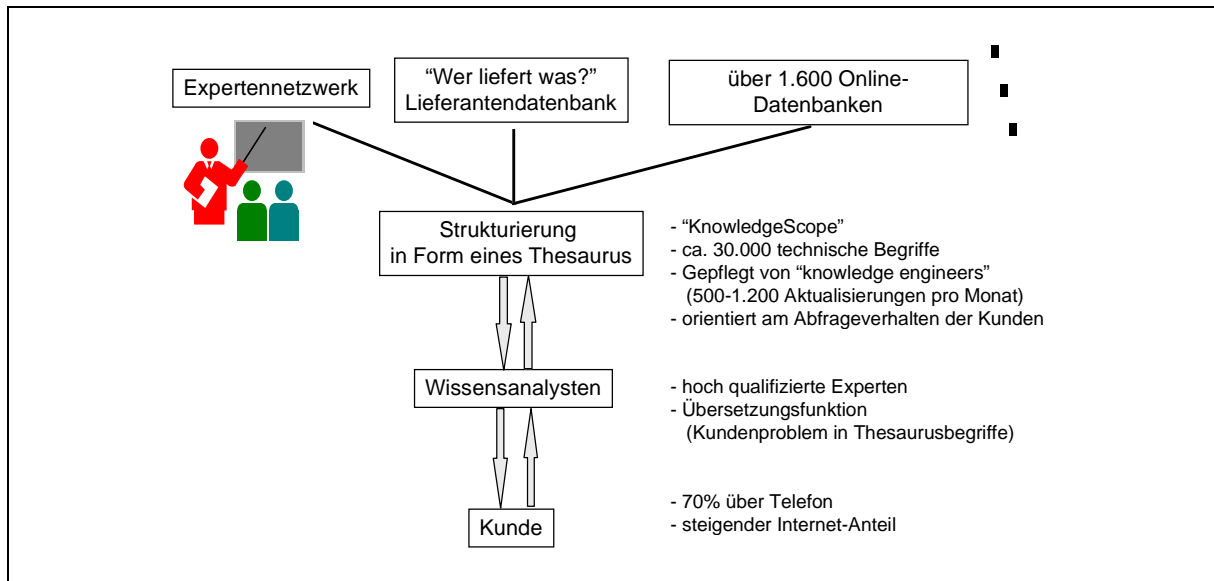 Expertennetzwerk
“Wer liefert was?”
Lieferantendatenbank
über 1.600 Online-
Datenbanken
Strukturierung
in Form eines Thesaurus
- “KnowledgeScope”
- ca. 30.000 technische Begriffe
- Gepflegt von “knowledge engineers”
(500-1.200 Aktualisierungen pro Monat)
- orientiert am Abfrageverhalten der Kunden
Wissensanalysten
- hoch qualifizierte Experten
- Übersetzungsfunktion
(Kundenproblem in Thesaurusbegriffe)
Kunde
- 70% über Telefon
- steigender Internet-Anteil